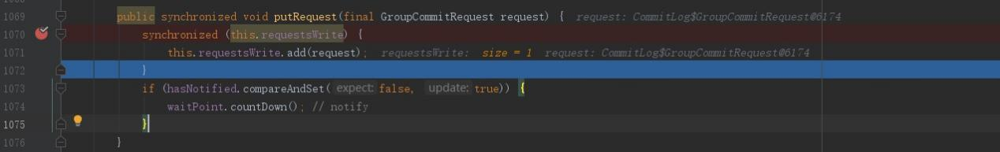 1069 public synchronized void putRequest(final GroupCommitRequest request) { request: CommitLog$GroupCommitRequest@6174
1070 synchronized (this.requestsWrite) {
1071 this.requestsWrite.add(request); requestsWrite: size = 1 request: CommitLog$GroupCommitRequest@6174
1072 }
1073 if (hasNotified.compareAndSet( expect: false, update: true)) {
1074 waitPoint.countDown(); // notify
1075 }
1076 }